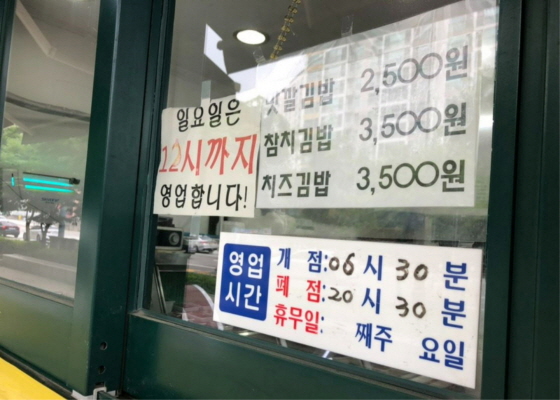 일요일은
12시까지
영업합니다!
맛갈김밥 2,500원
참치김밥 3,500원
치즈김밥 3,500원
영업
시간
개 점:06 시 30 분
폐 점:20 시 30 분
휴무일: 째주 요일